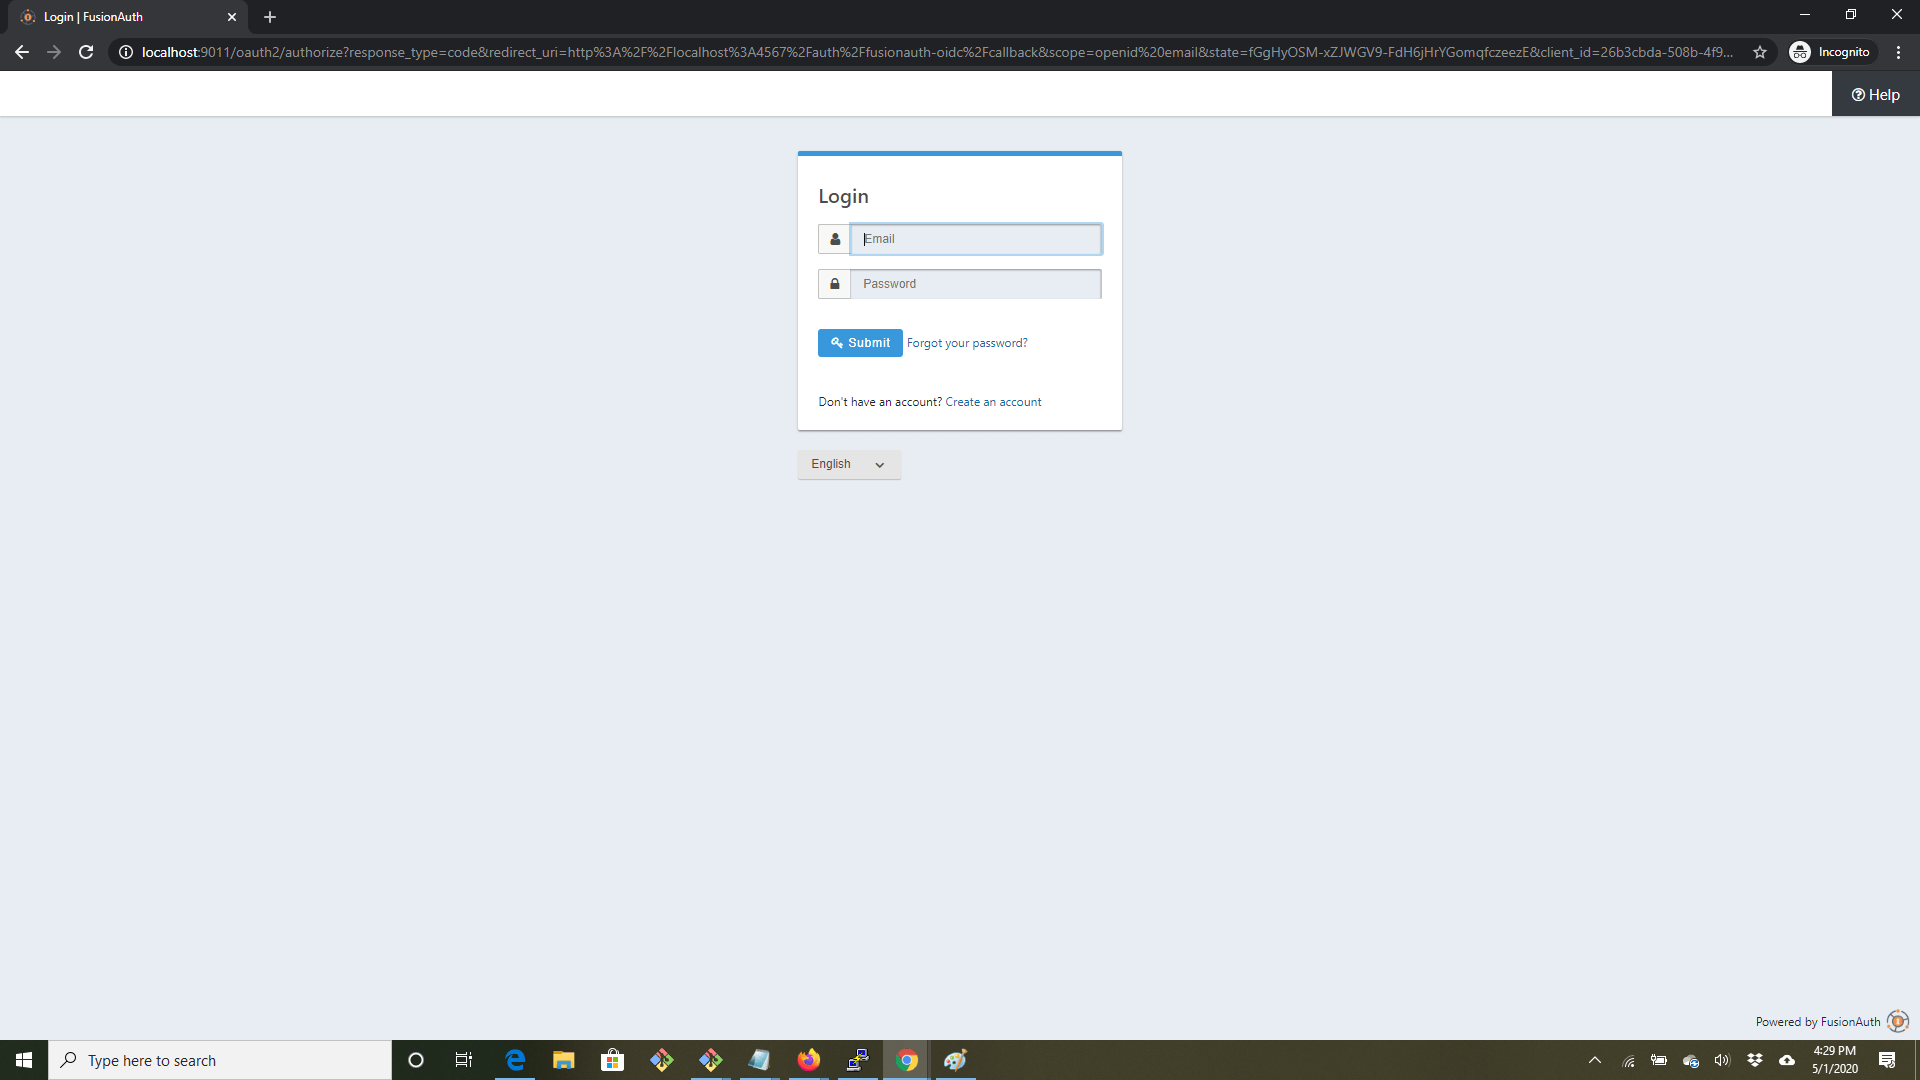 Login | FusionAuth
localhost:9011/oauth2/authorize?response_type=code&redirect_uri=http%3A%2F%2Flocalhost%3A4567%2Fauth%2Ffusionauth-oidc%2Fcallback&scope=openid%20email&state=fGgHyOSM-xZJWGV9-FdH6jHrYGomqfczeezE&client_id=26b3cbda-508b-4f9...
Incognito
Help
Login
Email
Password
Submit Forgot your password?
Don't have an account? Create an account
English
Powered by FusionAuth
Type here to search
4:29 PM
5/1/2020